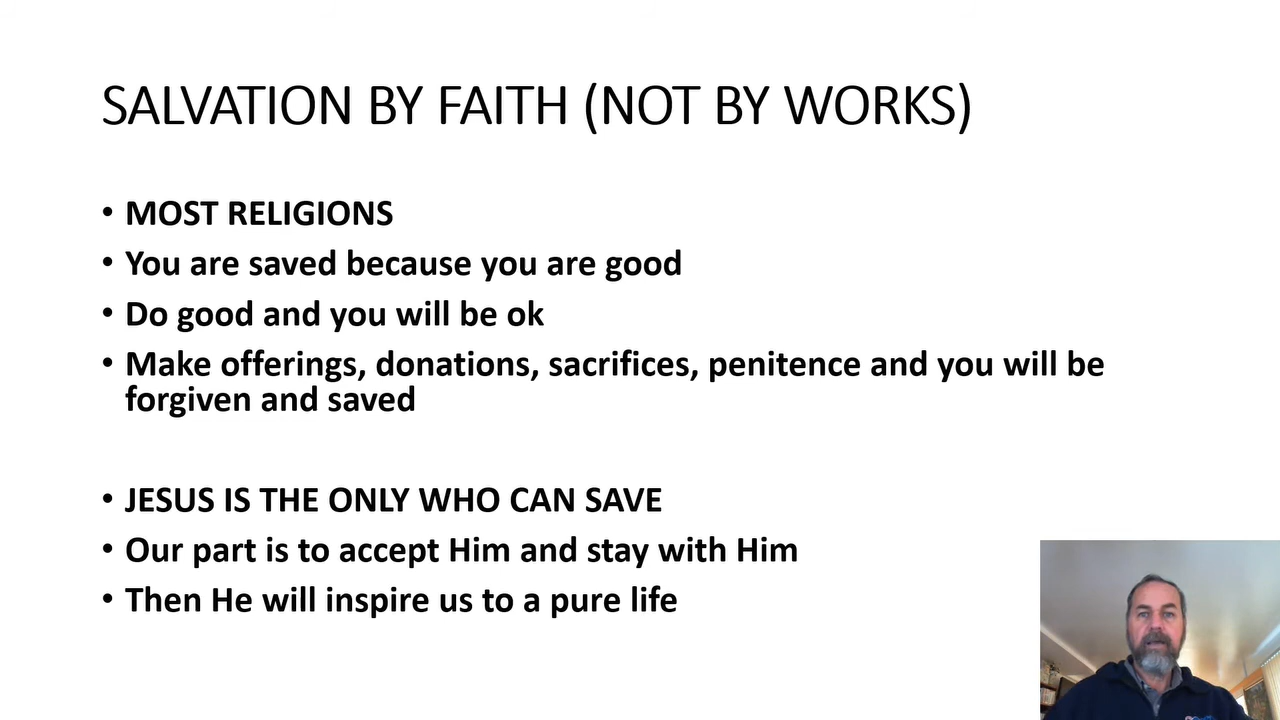 SALVATION BY FAITH (NOT BY WORKS)
• MOST RELIGIONS
• You are saved because you are good
• Do good and you will be ok
• Make offerings, donations, sacrifices, penitence and you will be
forgiven and saved
• JESUS IS THE ONLY WHO CAN SAVE
• Our part is to accept Him and stay with Him
• Then He will inspire us to a pure life